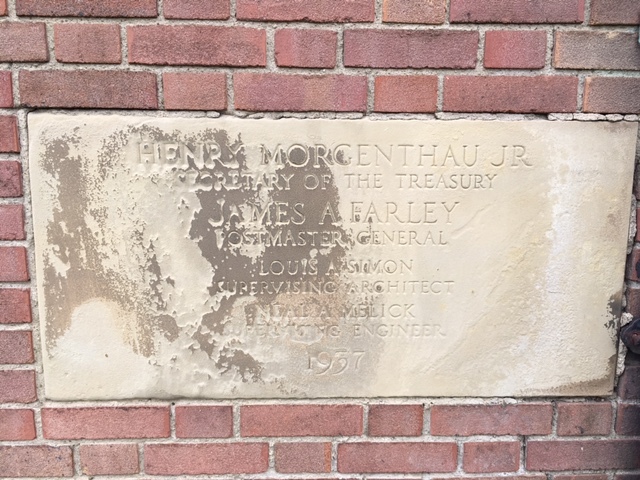 HENRY MORGENTHAU JR
SECRETARY OF THE TREASURY
JAMES A FARLEY
POSTMASTER GENERAL
LOUIS A SIMON
SUPERVISING ARCHITECT
NEAL A MELICK
SUPERVISING ENGINEER
1937